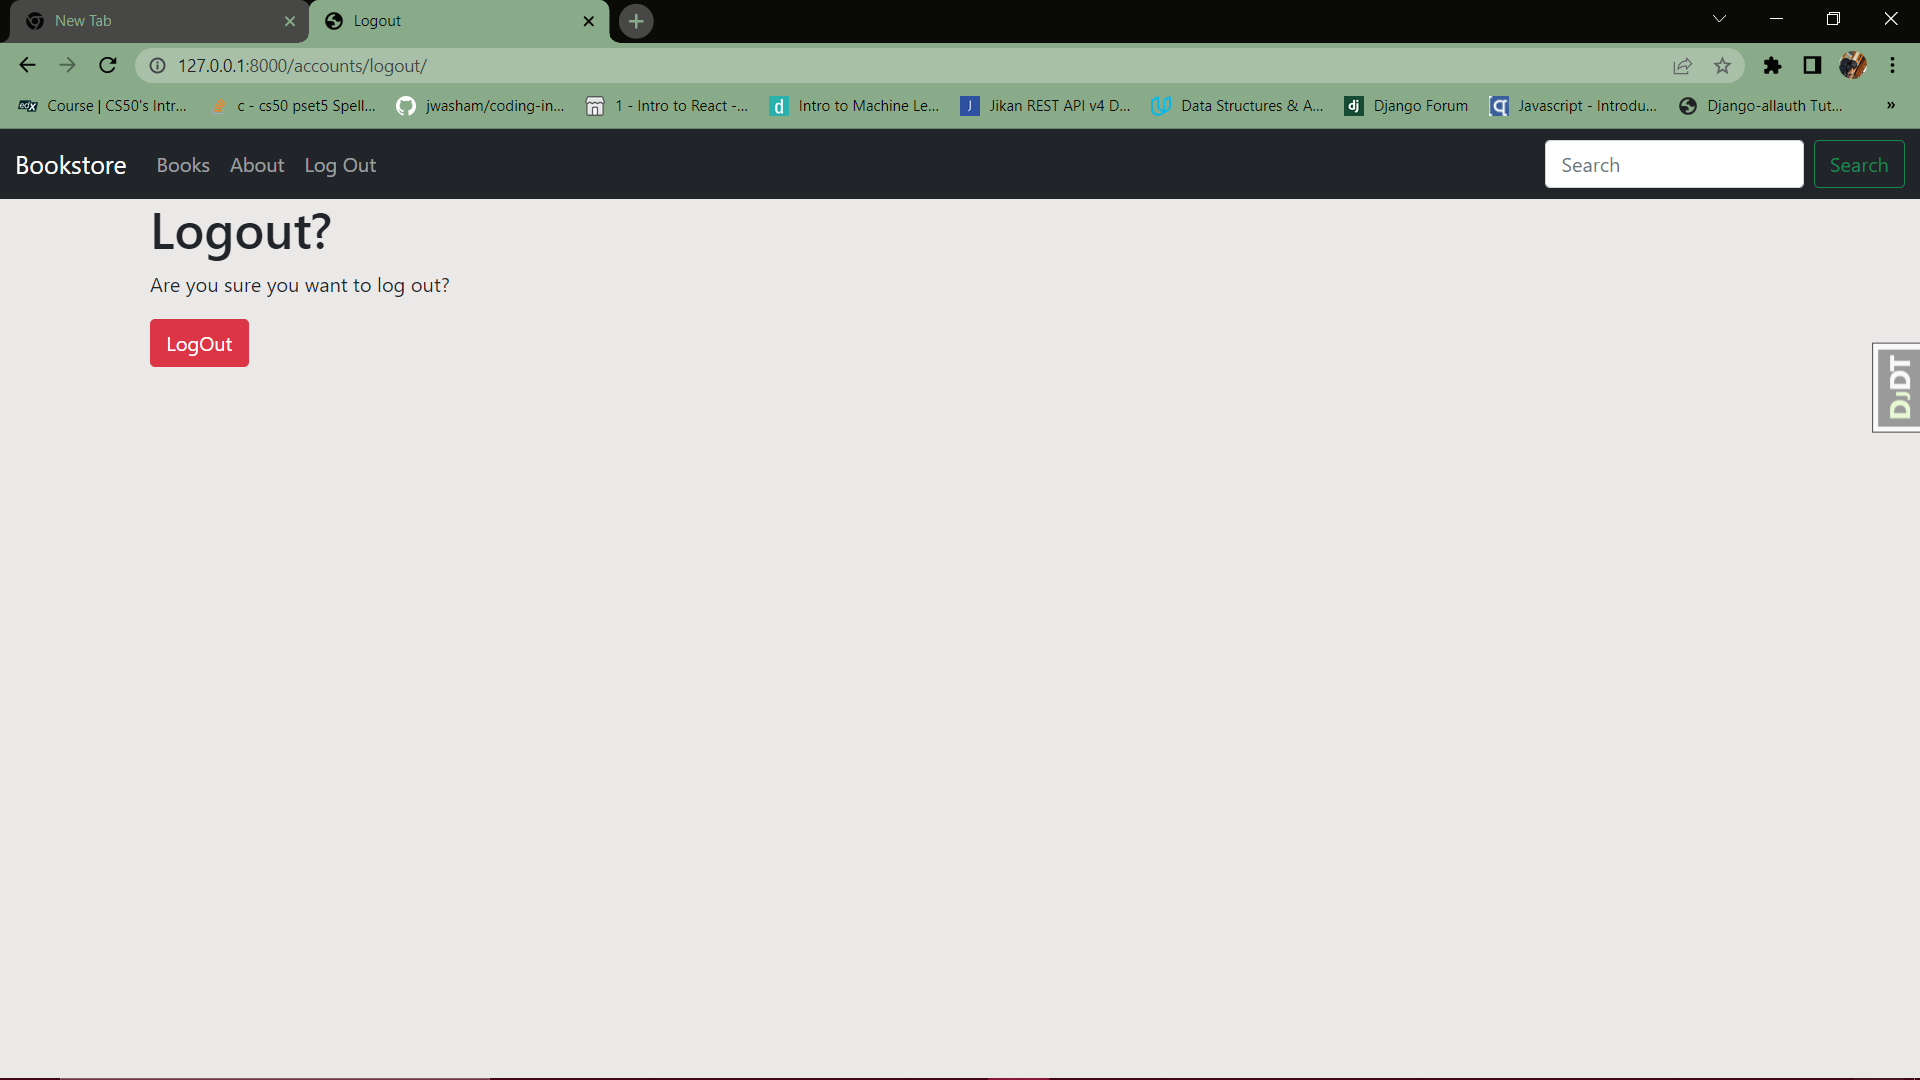 New Tab
Logout
127.0.0.1:8000/accounts/logout/
edX Course | CS50's Intr...
c - cs50 pset5 Spell...
jwasham/coding-in...
1 - Intro to React -...
d Intro to Machine Le...
J Jikan REST API v4 D...
Data Structures & A...
dj Django Forum
Javascript - Introdu...
Django-allauth Tut...
»
Bookstore Books About Log Out Search Search
Logout?
Are you sure you want to log out?
LogOut
DjDT